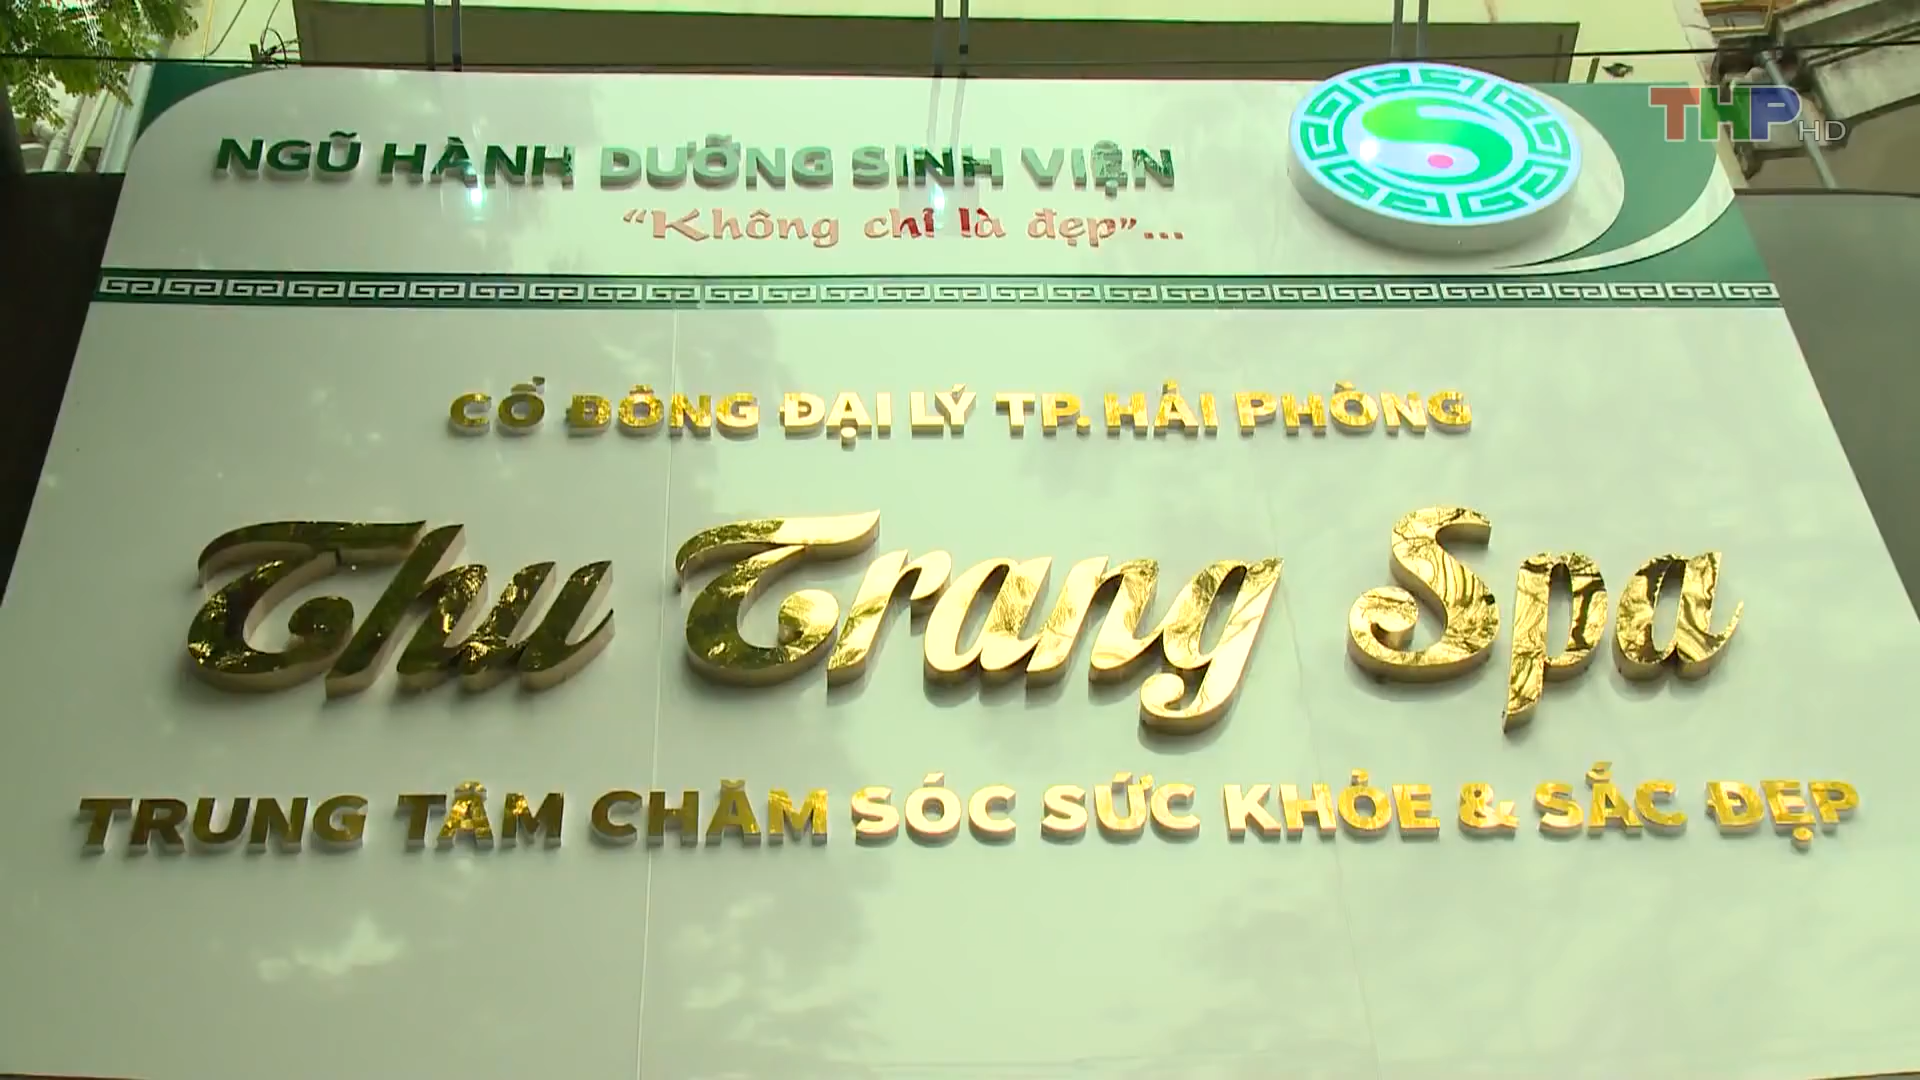 THP HD
NGŨ HÀNH DƯỠNG SINH VIỆN
“Không chỉ là đẹp”...
CỔ ĐÔNG ĐẠI LÝ TP. HẢI PHÒNG
Thu Trang Spa
TRUNG TÂM CHĂM SÓC SỨC KHỎE & SẮC ĐẸP